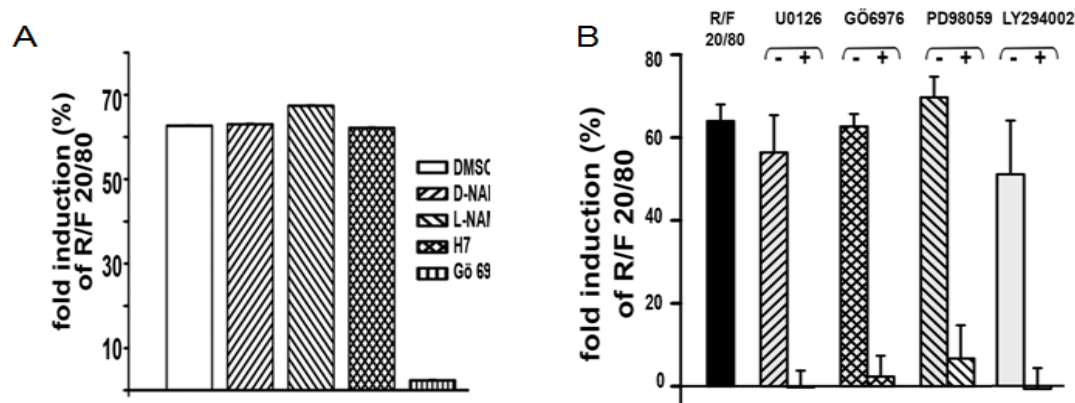 A
fold induction (%)
of R/F 20/80
70
50
30
10
DMSC
D-NAI
L-NAI
H7
Gö 69
B
R/F
20/80
U0126
GÖ6976
PD98059
LY294002
- + - + - + - +
fold induction (%)
of R/F 20/80
80
60
40
20
0